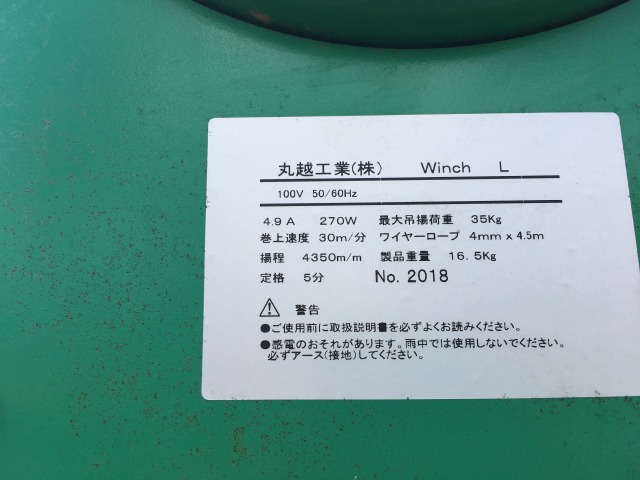 丸越工業(株) Winch L
100V 50/60Hz
4.9A 270W 最大吊揚荷重 35Kg
巻上速度 30m/分 ワイヤーロープ 4mm x 4.5m
揚程 4350m/m 製品重量 16.5Kg
定格 5分 No. 2018
警告
●ご使用前に取扱説明書を必ずよくお読みください。
●感電のおそれがあります。雨中では使用しないでください。
必ずアース(接地)してください。